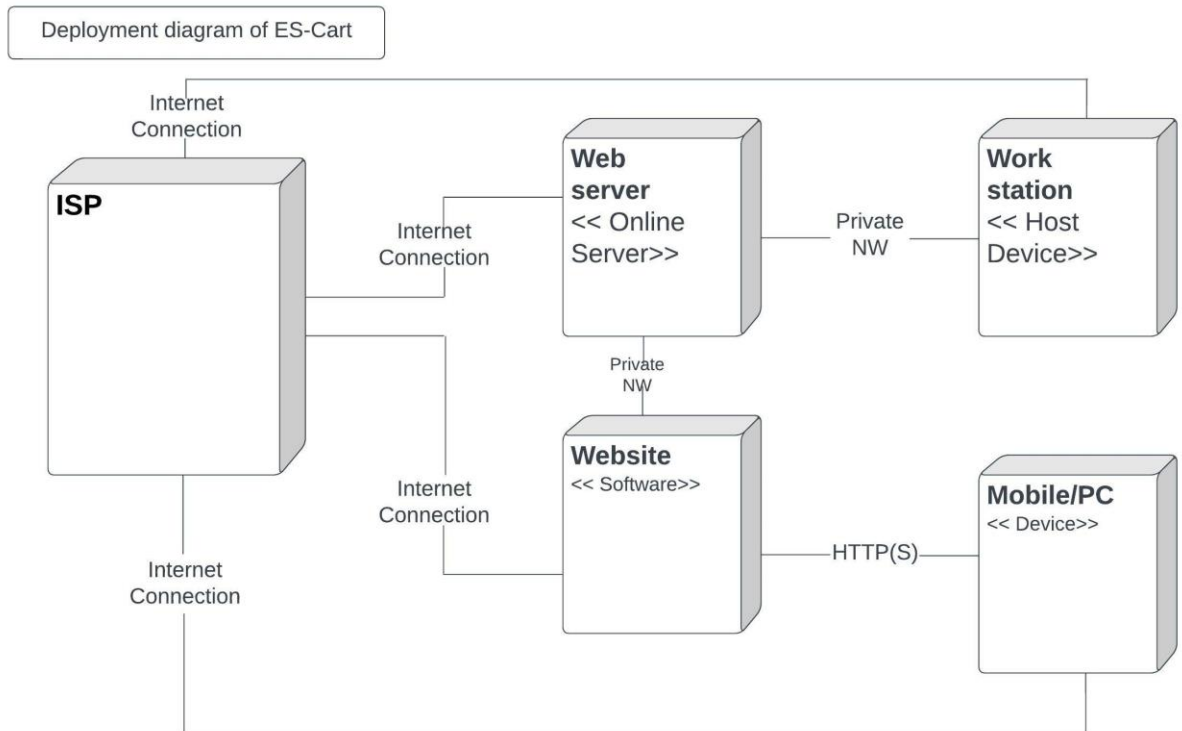 Deployment diagram of ES-Cart
Internet
Connection
ISP
Internet
Connection
Web
server
<< Online
Server>>
Private
NW
Work
station
<< Host
Device>>
Private
NW
Internet
Connection
Website
<< Software>>
HTTP(S)
Mobile/PC
<< Device>>
Internet
Connection